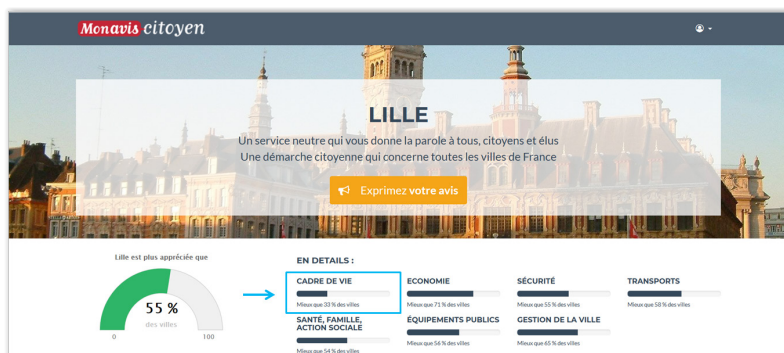 Monavis citoyen
LILLE
Un service neutre qui vous donne la parole à tous, citoyens et élus
Une démarche citoyenne qui concerne toutes les villes de France
Exprimez votre avis
Lille est plus appréciée que
55 %
des villes
0
100
EN DETAILS :
CADRE DE VIE
Mieux que 33 % des villes
ECONOMIE
Mieux que 71 % des villes
SÉCURITÉ
Mieux que 55 % des villes
TRANSPORTS
Mieux que 58 % des villes
SANTÉ, FAMILLE,
ACTION SOCIALE
Mieux que 54 % des villes
ÉQUIPEMENTS PUBLICS
Mieux que 56 % des villes
GESTION DE LA VILLE
Mieux que 65 % des villes